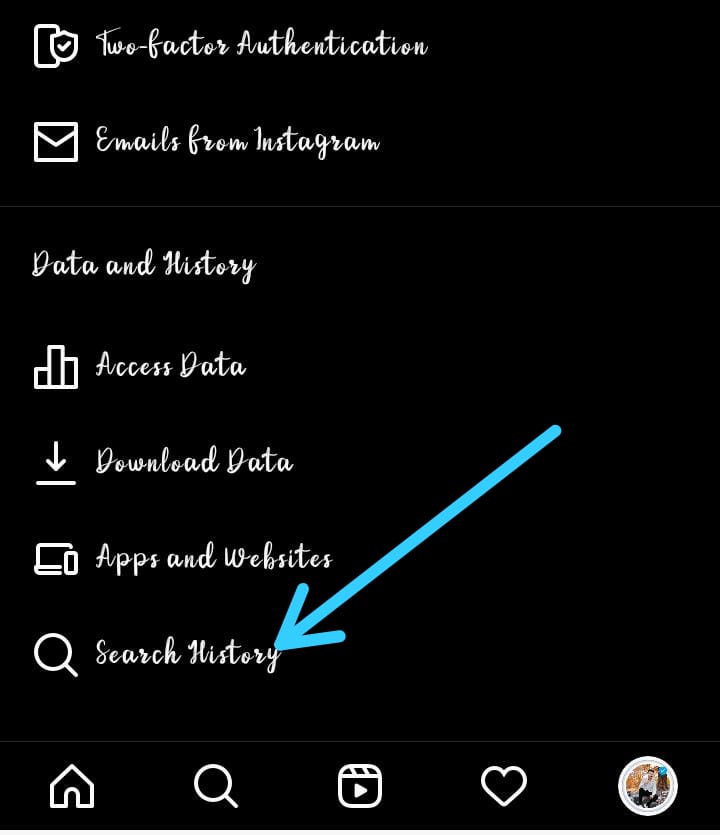 Two-factor Authentication
Emails from Instagram
Data and History
Access Data
Download Data
Apps and Websites
Search History